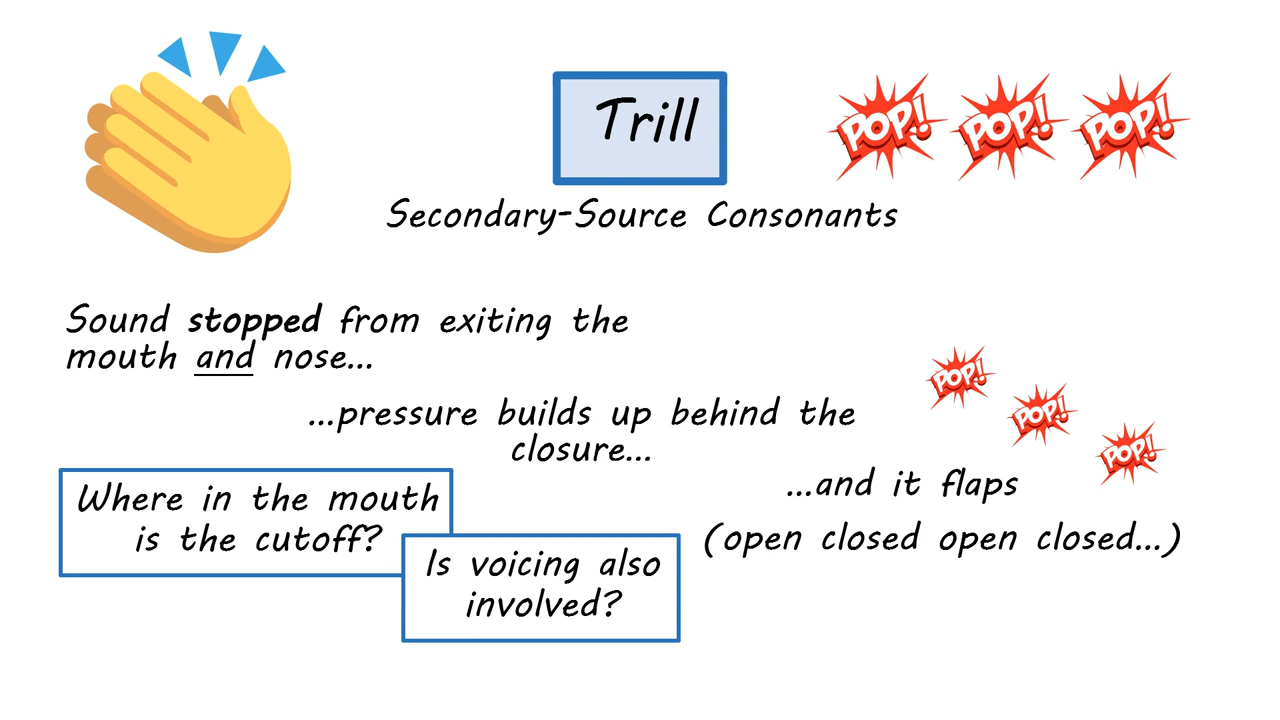 Trill
POP! POP! POP!
Secondary-Source Consonants
Sound stopped from exiting the
mouth and nose...
...pressure builds up behind the
closure...
POP!
POP!
POP!
...and it flaps
(open closed open closed...)
Where in the mouth
is the cutoff?
Is voicing also
involved?